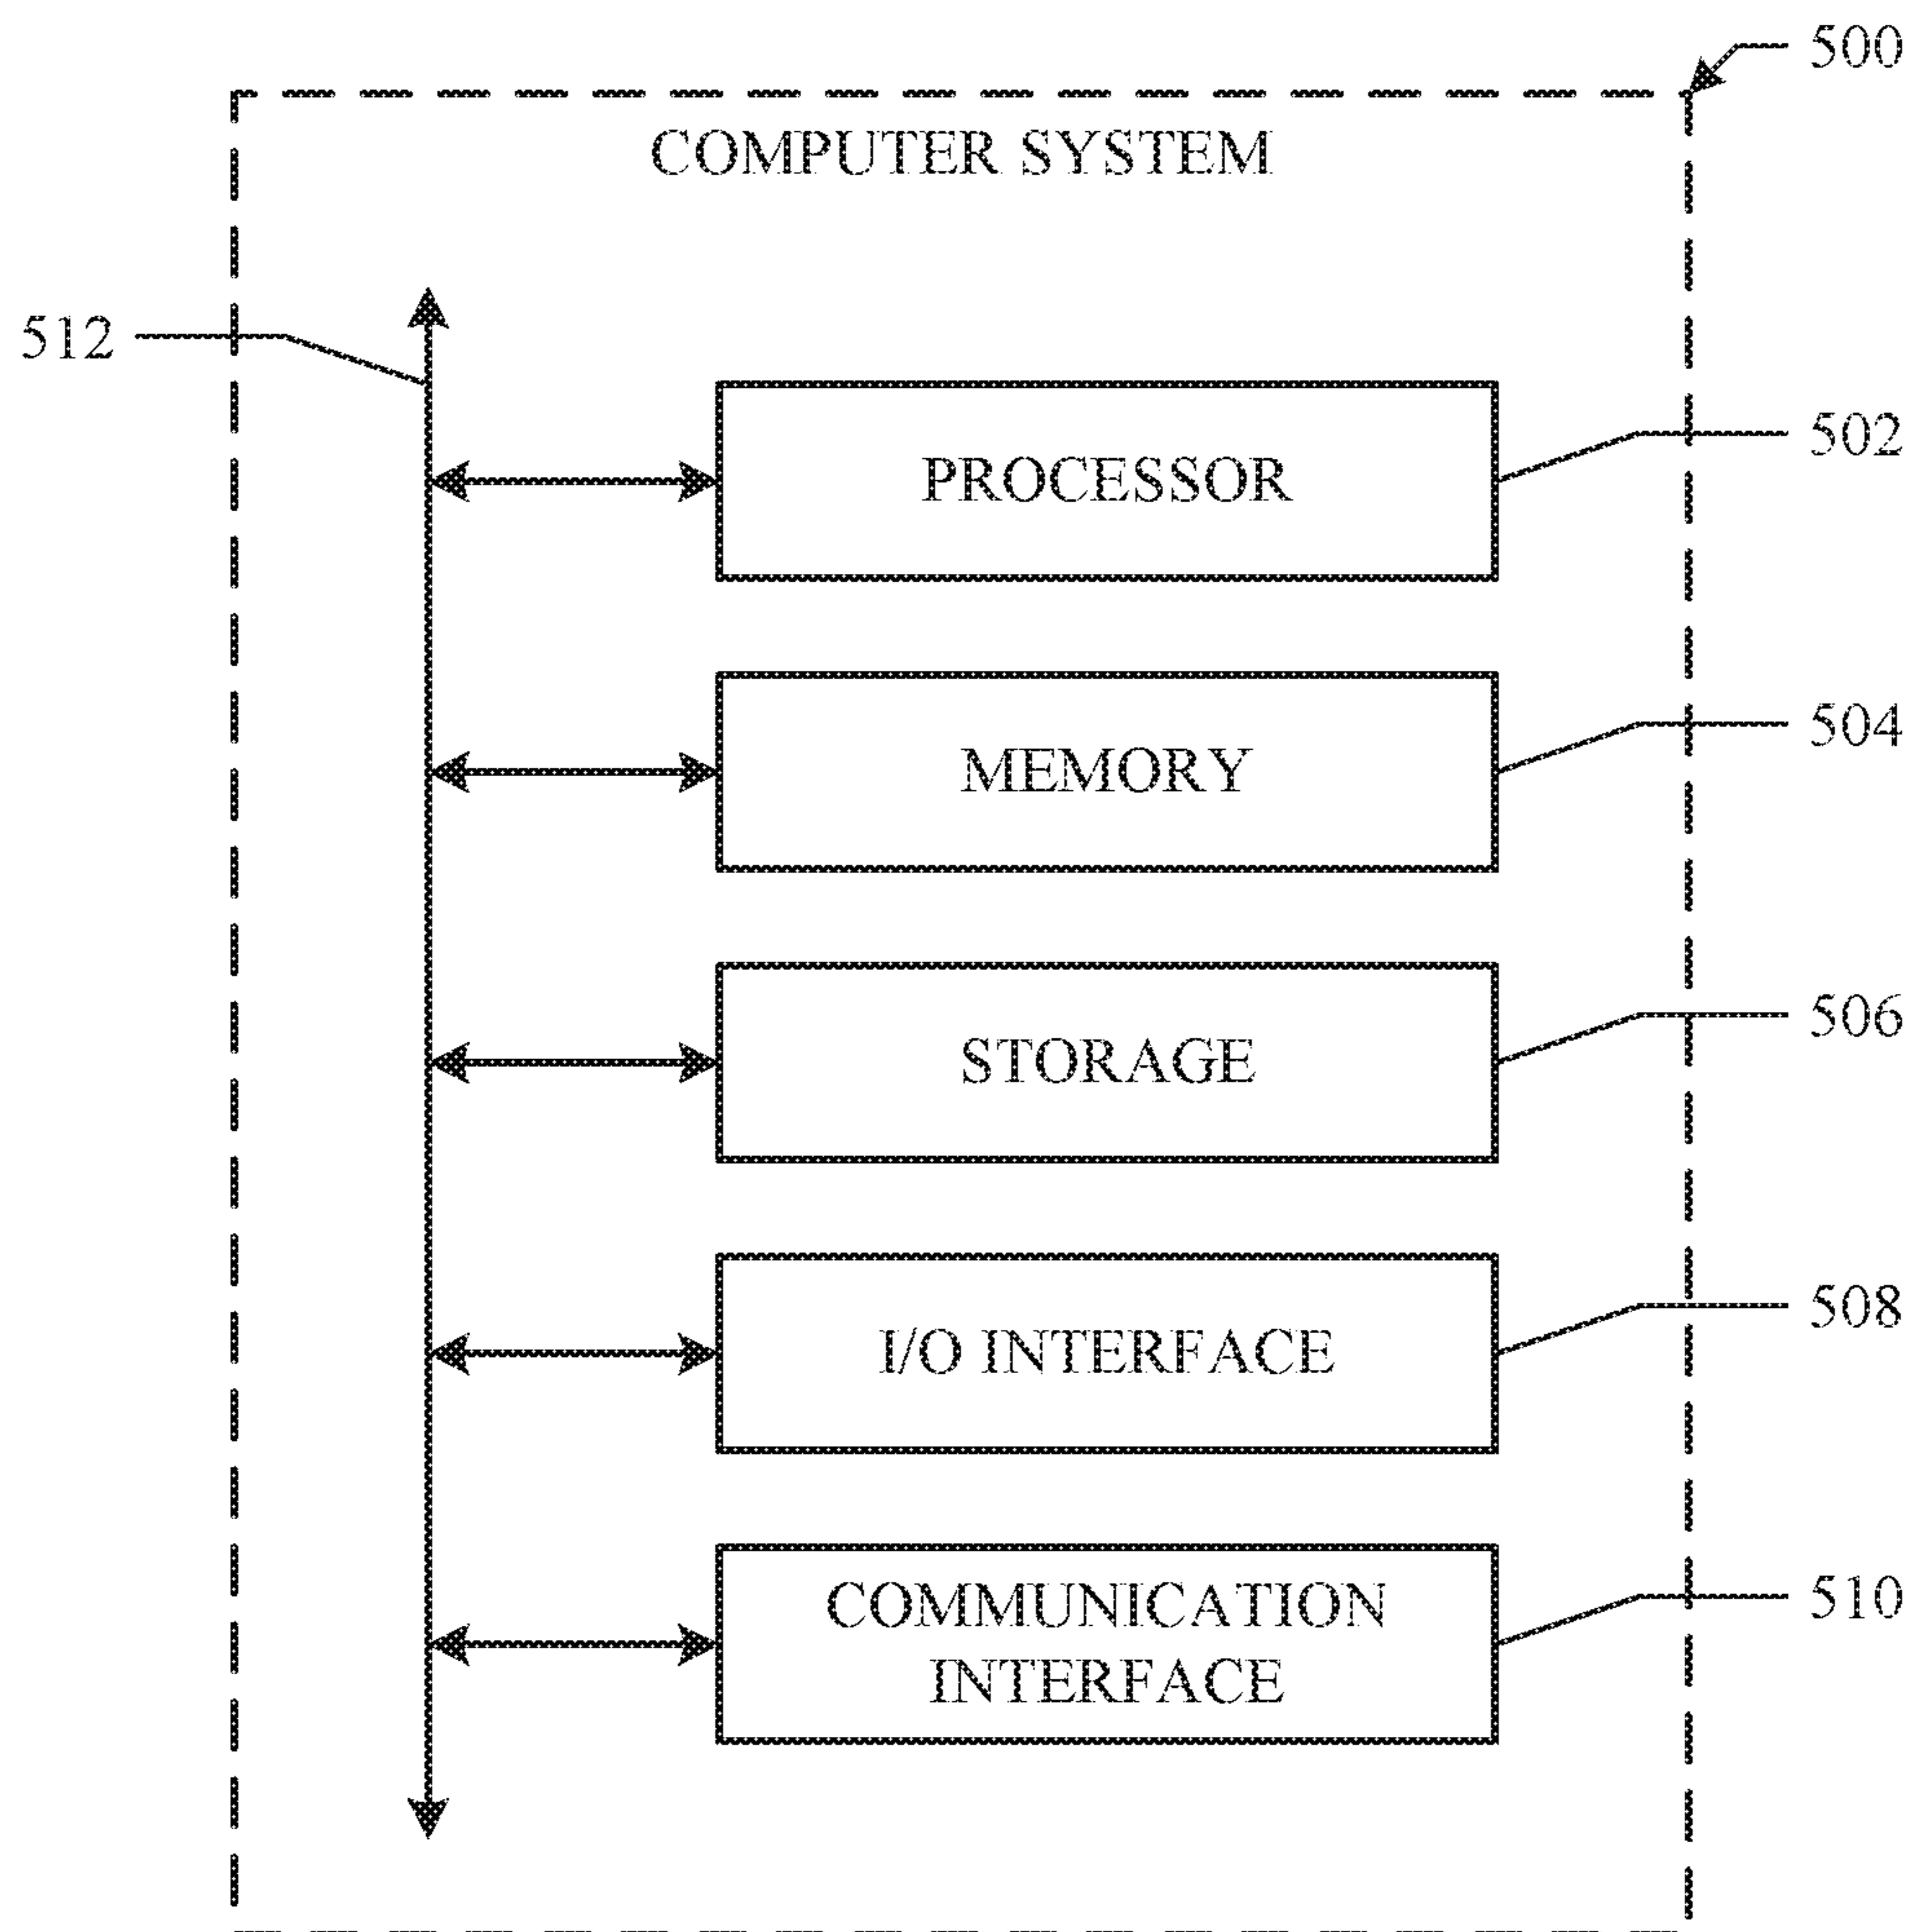 500
COMPUTER SYSTEM
512
PROCESSOR
502
MEMORY
504
STORAGE
506
I/O INTERFACE
508
COMMUNICATION
INTERFACE
510